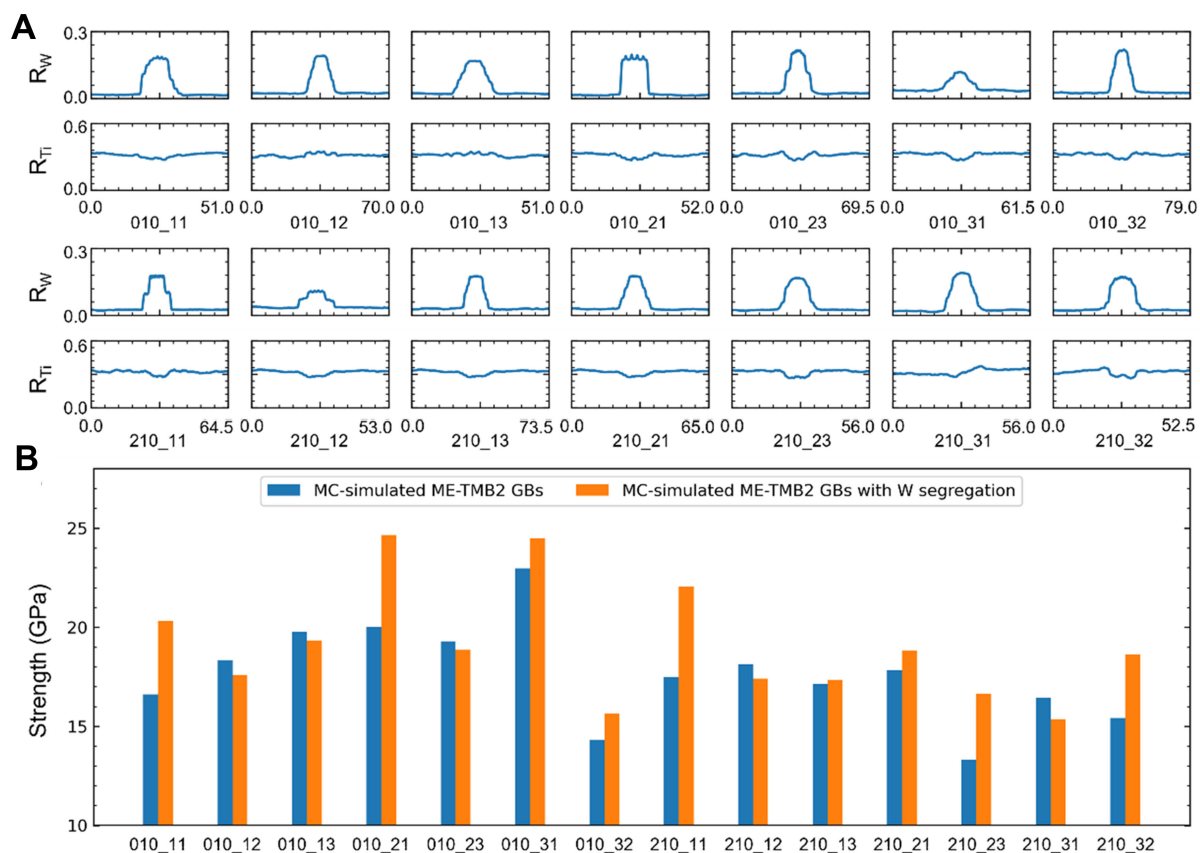 A
0.3
R_W
0.0
0.6
R_Ti
0.0
0.0 51.0 0.0 70.0 0.0 51.0 0.0 52.0 0.0 69.5 0.0 61.5 0.0 79.0
010_11 010_12 010_13 010_21 010_23 010_31 010_32
0.3
R_W
0.0
0.6
R_Ti
0.0
0.0 64.5 0.0 53.0 0.0 73.5 0.0 65.0 0.0 56.0 0.0 56.0 0.0 52.5
210_11 210_12 210_13 210_21 210_23 210_31 210_32
B
MC-simulated ME-TMB2 GBs MC-simulated ME-TMB2 GBs with W segregation
25
20
15
10
Strength (GPa)
010_11 010_12 010_13 010_21 010_23 010_31 010_32 210_11 210_12 210_13 210_21 210_23 210_31 210_32